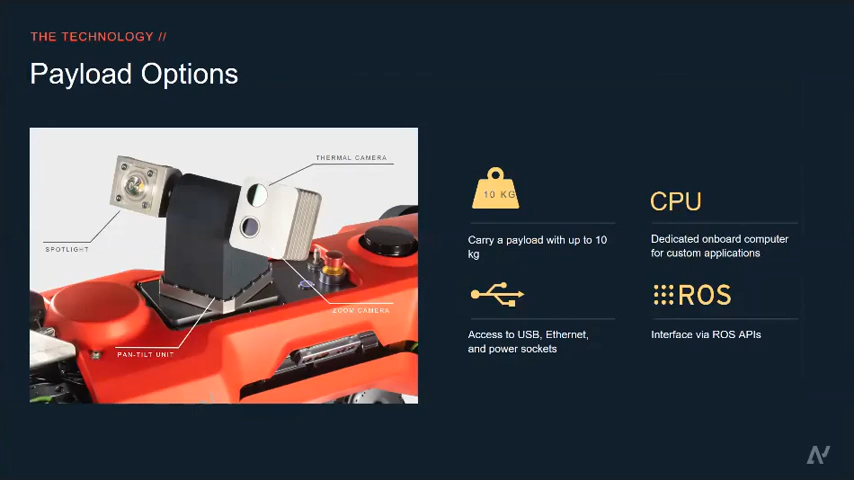 THE TECHNOLOGY //
Payload Options
THERMAL CAMERA
SPOTLIGHT
ZOOM CAMERA
PAN-TILT UNIT
10 KG
Carry a payload with up to 10
kg
CPU
Dedicated onboard computer
for custom applications
Access to USB, Ethernet,
and power sockets
ROS
Interface via ROS APIs